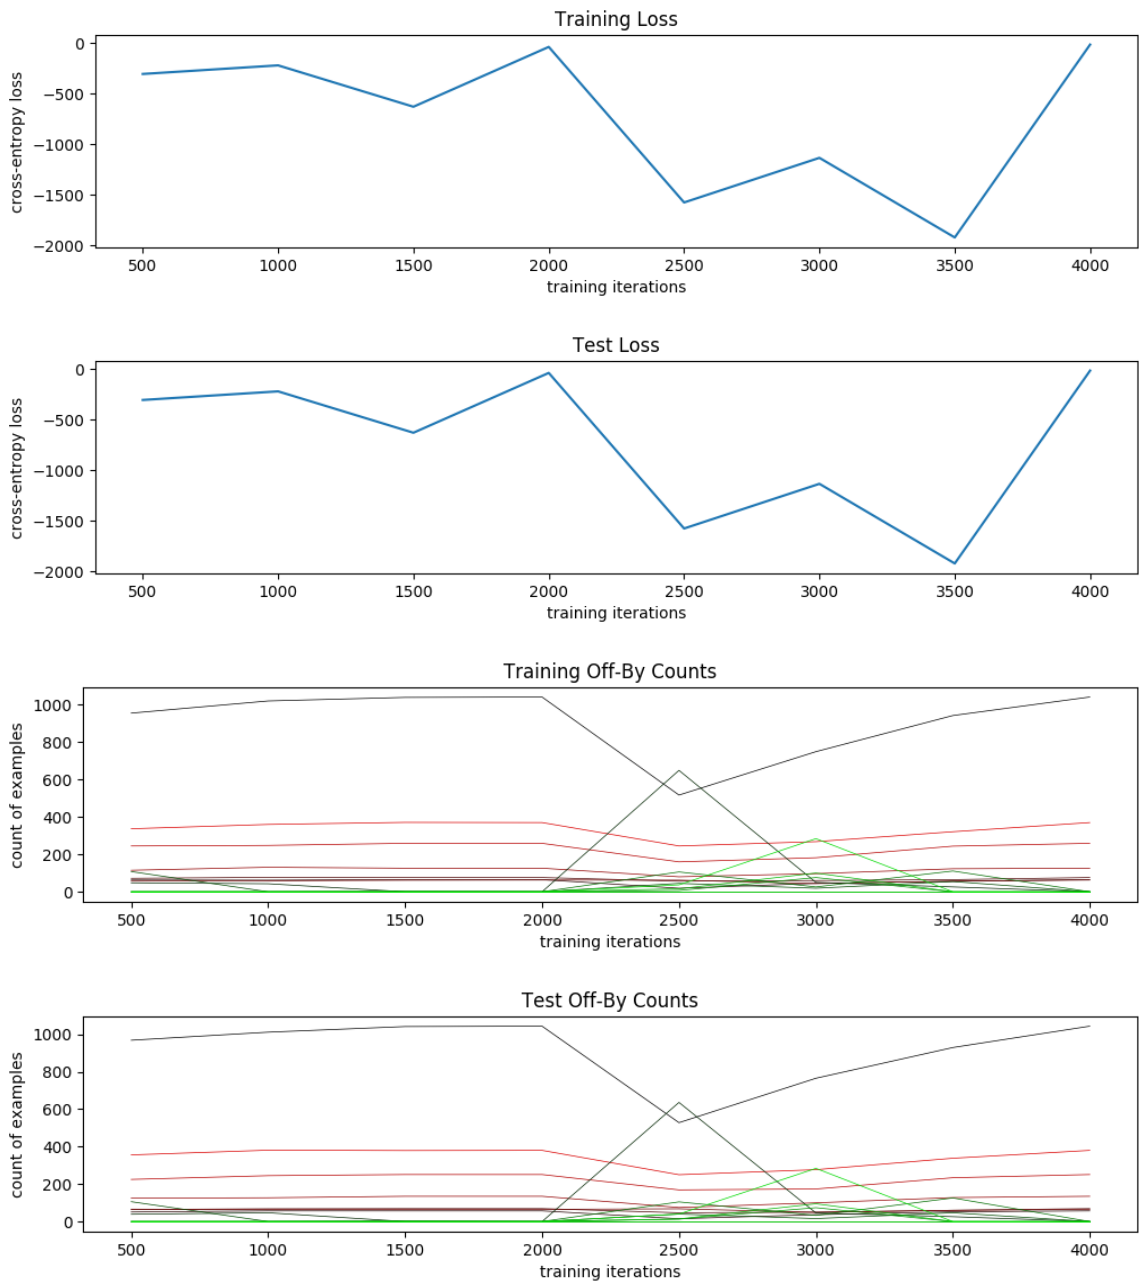 Training Loss
0
−500
−1000
−1500
−2000
cross-entropy loss
500 1000 1500 2000 2500 3000 3500 4000
training iterations
Test Loss
0
−500
−1000
−1500
−2000
cross-entropy loss
500 1000 1500 2000 2500 3000 3500 4000
training iterations
Training Off-By Counts
1000
800
600
400
200
0
count of examples
500 1000 1500 2000 2500 3000 3500 4000
training iterations
Test Off-By Counts
1000
800
600
400
200
0
count of examples
500 1000 1500 2000 2500 3000 3500 4000
training iterations